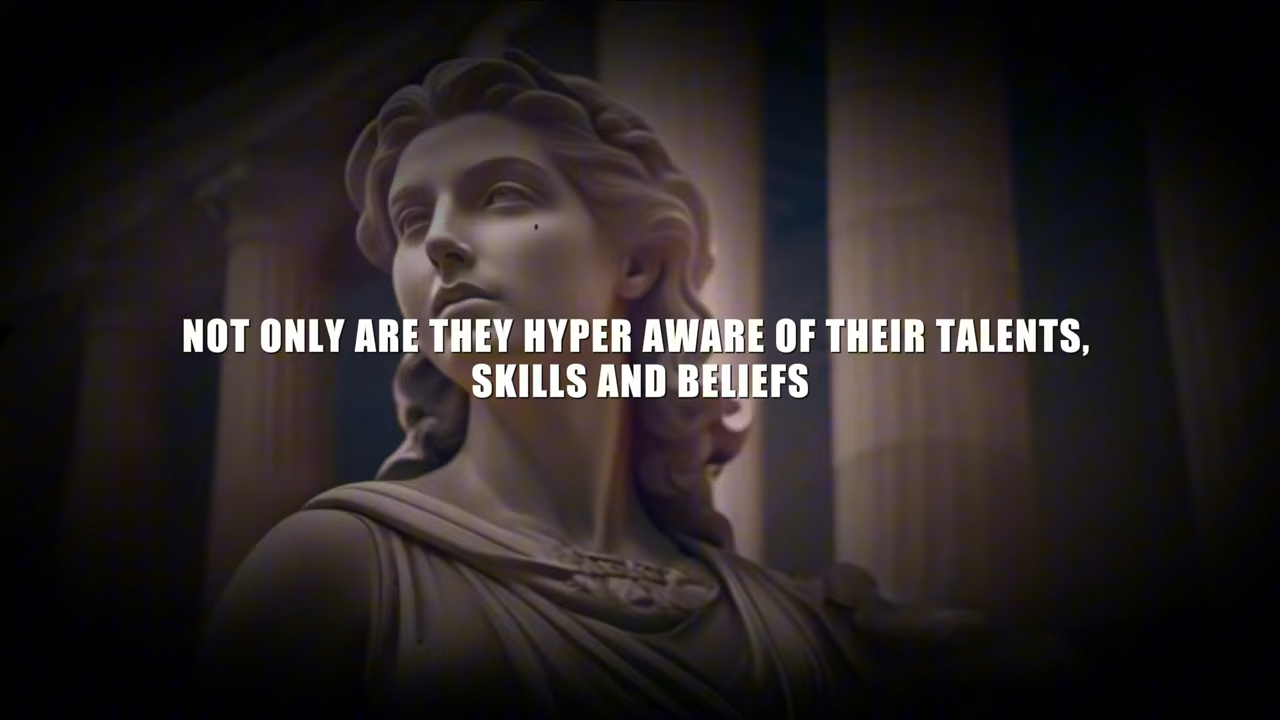 NOT ONLY ARE THEY HYPER AWARE OF THEIR TALENTS,
SKILLS AND BELIEFS